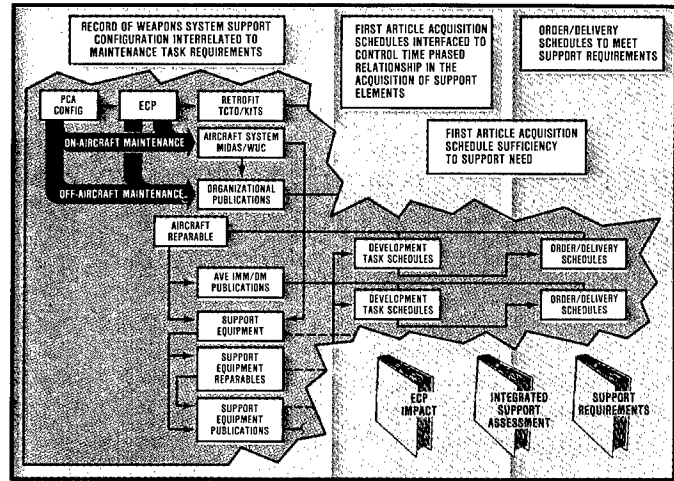 RECORD OF WEAPONS SYSTEM SUPPORT
CONFIGURATION INTERRELATED TO
MAINTENANCE TASK REQUIREMENTS
FIRST ARTICLE ACQUISITION
SCHEDULES INTERFACED TO
CONTROL TIME PHASED
RELATIONSHIP IN THE
ACQUISITION OF SUPPORT
ELEMENTS
ORDER/DELIVERY
SCHEDULES TO MEET
SUPPORT REQUIREMENTS
FIRST ARTICLE ACQUISITION
SCHEDULE SUFFICIENCY
TO SUPPORT NEED
PCA
CONFIG
ECP
RETROFIT
TCTO/KITS
ON-AIRCRAFT MAINTENANCE
AIRCRAFT SYSTEM
MIDAS/WUC
OFF-AIRCRAFT MAINTENANCE
ORGANIZATIONAL
PUBLICATIONS
AIRCRAFT
REPARABLE
DEVELOPMENT
TASK SCHEDULES
ORDER/DELIVERY
SCHEDULES
AVE IMM/DM
PUBLICATIONS
DEVELOPMENT
TASK SCHEDULES
ORDER/DELIVERY
SCHEDULES
SUPPORT
EQUIPMENT
SUPPORT
EQUIPMENT
REPARABLES
SUPPORT
EQUIPMENT
PUBLICATIONS
ECP
IMPACT
INTEGRATED
SUPPORT
ASSESSMENT
SUPPORT
REQUIREMENTS